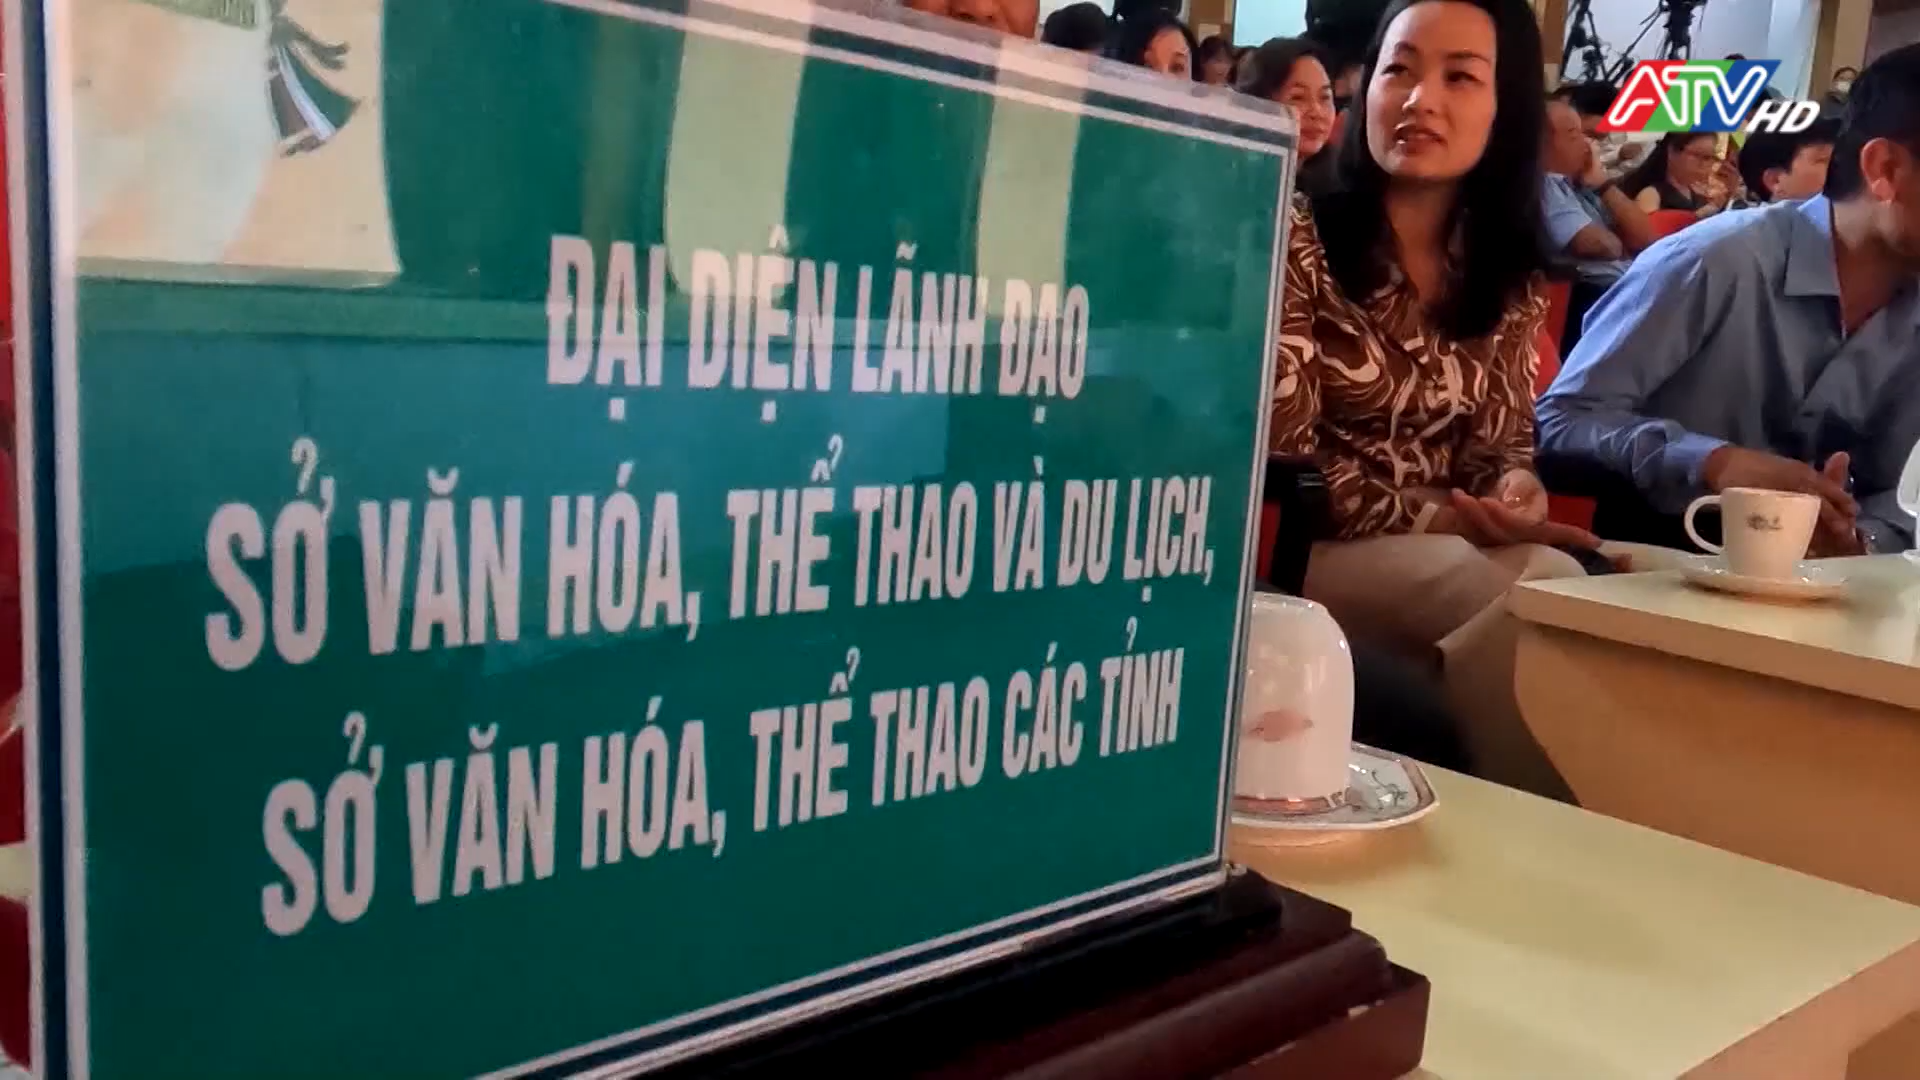 ATV HD
ĐẠI DIỆN LÃNH ĐẠO
SỞ VĂN HÓA, THỂ THAO VÀ DU LỊCH,
SỞ VĂN HÓA, THỂ THAO CÁC TỈNH